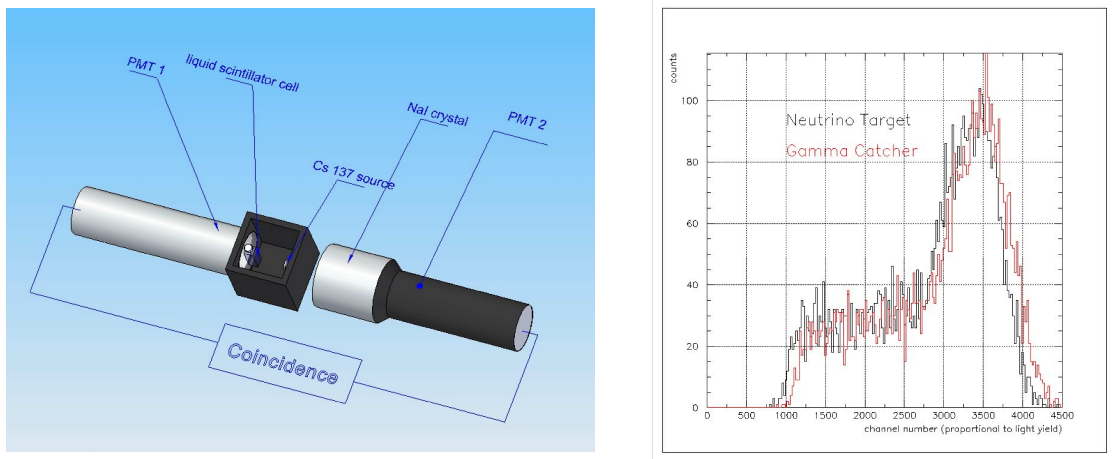 PMT 1
liquid scintillator cell
NaI crystal
PMT 2
Cs 137 source
Coincidence
counts
100
80
60
40
20
0
Neutrino Target
Gamma Catcher
0 500 1000 1500 2000 2500 3000 3500 4000 4500
channel number (proportional to light yield)